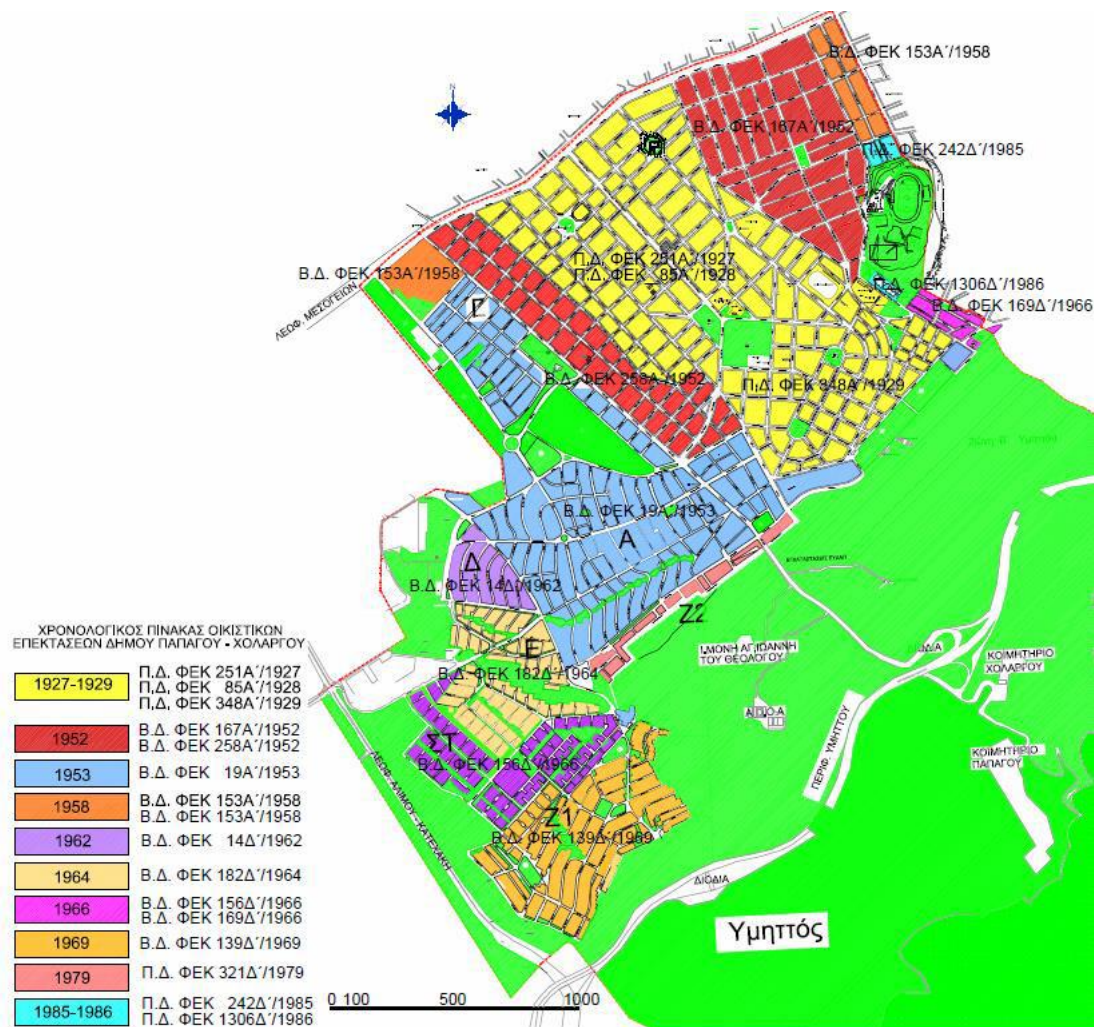 Β.Δ. ΦΕΚ 153Α΄/1958
Β.Δ. ΦΕΚ 167Α΄/1952
Π.Δ. ΦΕΚ 242Δ΄/1985
Π.Δ. ΦΕΚ 251Α΄/1927
Π.Δ. ΦΕΚ 85Α΄/1928
Β.Δ. ΦΕΚ 153Α΄/1958
Π.Δ. ΦΕΚ 1306Δ΄/1986
Β.Δ. ΦΕΚ 169Δ΄/1966
ΛΕΩΦ. ΜΕΣΟΓΕΙΩΝ
Γ
Β.Δ. ΦΕΚ 258Α΄/1952
Π.Δ. ΦΕΚ 348Α΄/1929
Β.Δ. ΦΕΚ 19Α΄/1953
Α
Δ
Β.Δ. ΦΕΚ 14Δ΄/1962
Ζ2
Ε
Β.Δ. ΦΕΚ 182Δ΄/1964
Ι.ΜΟΝΗ ΑΓ.ΙΩΑΝΝΗ
ΤΟΥ ΘΕΟΛΟΓΟΥ
ΔΙΟΔΙΑ
ΚΟΙΜΗΤΗΡΙΟ
ΧΟΛΑΡΓΟΥ
ΚΟΙΜΗΤΗΡΙΟ
ΠΑΠΑΓΟΥ
ΠΕΡΙΦ. ΥΜΗΤΤΟΥ
ΣΤ
Β.Δ. ΦΕΚ 156Δ΄/1966
ΛΕΩΦ. ΑΛΙΜΟΥ - ΚΑΤΕΧΑΚΗ
Ζ1
Β.Δ. ΦΕΚ 139Δ΄/1969
ΔΙΟΔΙΑ
Υμηττός
ΧΡΟΝΟΛΟΓΙΚΟΣ ΠΙΝΑΚΑΣ ΟΙΚΙΣΤΙΚΩΝ
ΕΠΕΚΤΑΣΕΩΝ ΔΗΜΟΥ ΠΑΠΑΓΟΥ - ΧΟΛΑΡΓΟΥ
1927-1929
Π.Δ. ΦΕΚ 251Α΄/1927
Π.Δ, ΦΕΚ 85Α΄/1928
Π.Δ, ΦΕΚ 348Α΄/1929
1952
Β.Δ. ΦΕΚ 167Α΄/1952
Β.Δ. ΦΕΚ 258Α΄/1952
1953
Β.Δ. ΦΕΚ 19Α΄/1953
1958
Β.Δ. ΦΕΚ 153Α΄/1958
Β.Δ. ΦΕΚ 153Α΄/1958
1962
Β.Δ. ΦΕΚ 14Δ΄/1962
1964
Β.Δ. ΦΕΚ 182Δ΄/1964
1966
Β.Δ. ΦΕΚ 156Δ΄/1966
Β.Δ. ΦΕΚ 169Δ΄/1966
1969
Β.Δ. ΦΕΚ 139Δ΄/1969
1979
Π.Δ. ΦΕΚ 321Δ΄/1979
1985-1986
Π.Δ. ΦΕΚ 242Δ΄/1985
Π.Δ. ΦΕΚ 1306Δ΄/1986
0 100 500 1000